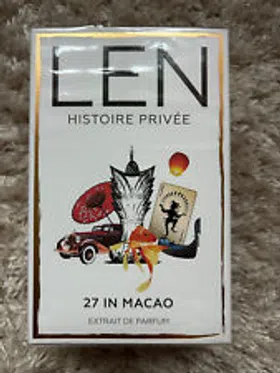 LEN
HISTOIRE PRIVÉE
27 IN MACAO
EXTRAIT DE PARFUM